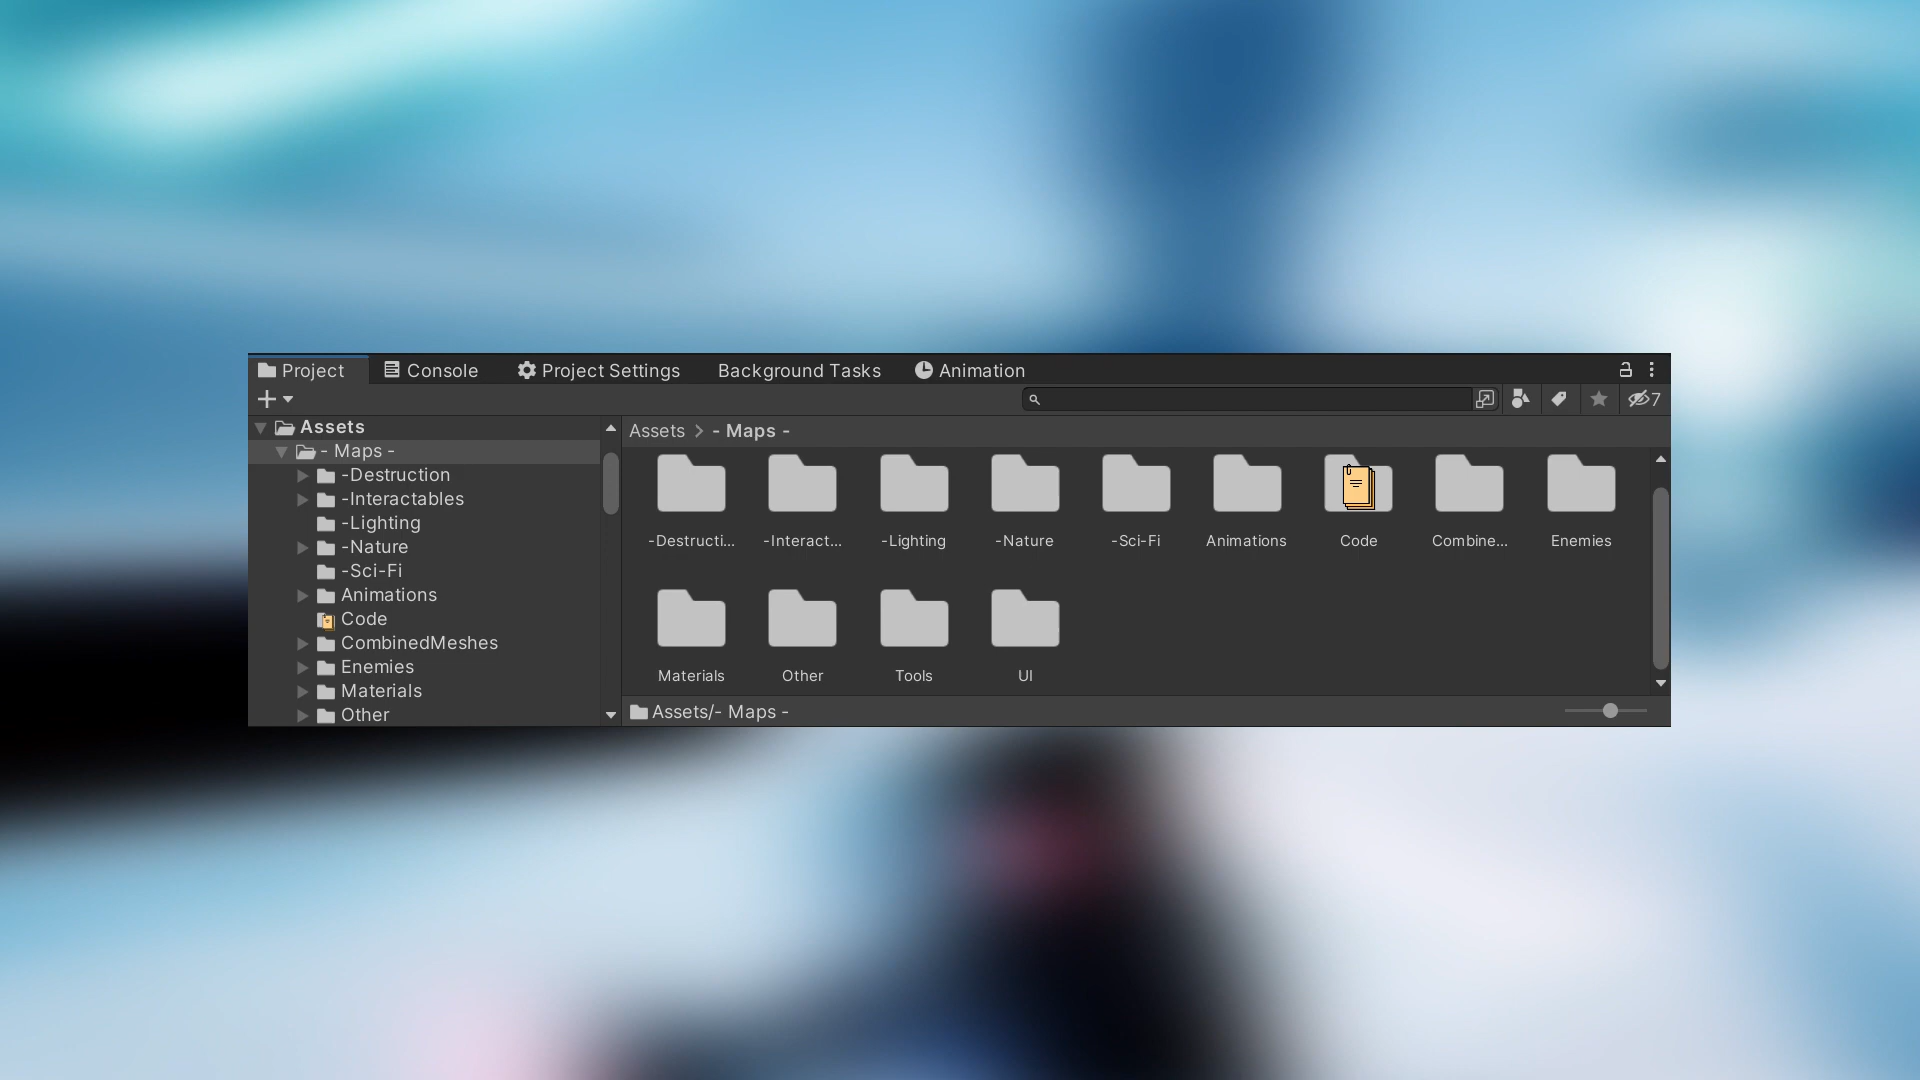 Project Console Project Settings Background Tasks Animation
7
Assets
- Maps -
-Destruction
-Interactables
-Lighting
-Nature
-Sci-Fi
Animations
Code
CombinedMeshes
Enemies
Materials
Other
Assets > - Maps -
-Destructi... -Interact... -Lighting -Nature -Sci-Fi Animations Code Combine... Enemies
Materials Other Tools UI
Assets/- Maps -